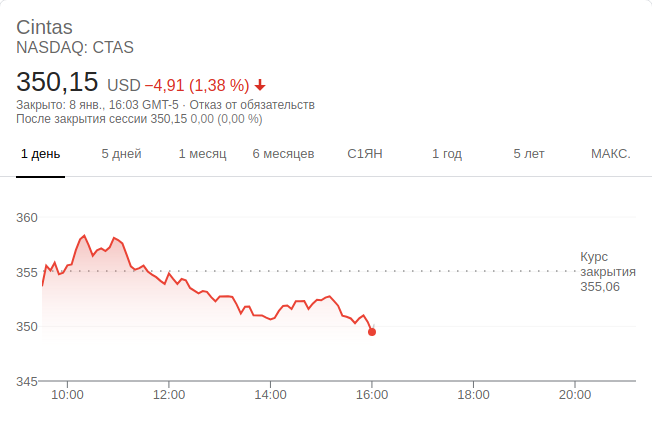 Cintas
NASDAQ: CTAS
350,15 USD −4,91 (1,38 %)
Закрыто: 8 янв., 16:03 GMT-5 · Отказ от обязательств
После закрытия сессии 350,15 0,00 (0,00 %)
1 день 5 дней 1 месяц 6 месяцев С1ЯН 1 год 5 лет МАКС.
360
355
350
345
Курс
закрытия
355,06
10:00 12:00 14:00 16:00 18:00 20:00